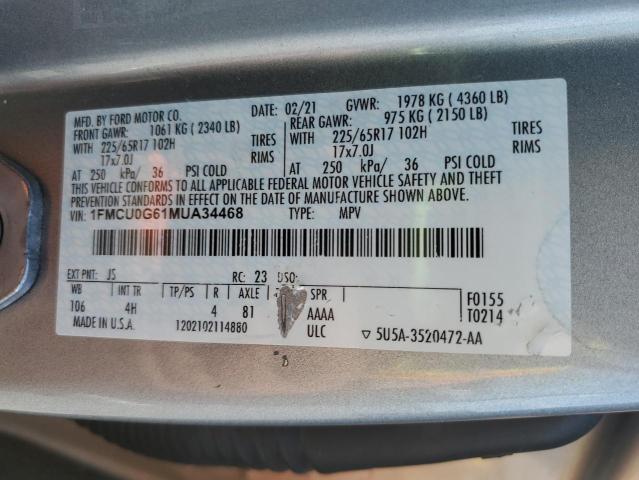 MFD. BY FORD MOTOR CO.
DATE: 02/21 GVWR: 1978 KG ( 4360 LB)
FRONT GAWR: 1061 KG ( 2340 LB) REAR GAWR: 975 KG ( 2150 LB)
WITH 225/65R17 102H TIRES WITH 225/65R17 102H TIRES
17x7.0J RIMS 17x7.0J RIMS
AT 250 kPa/ 36 PSI COLD AT 250 kPa/ 36 PSI COLD
THIS VEHICLE CONFORMS TO ALL APPLICABLE FEDERAL MOTOR VEHICLE SAFETY AND THEFT
PREVENTION STANDARDS IN EFFECT ON THE DATE OF MANUFACTURE SHOWN ABOVE.
VIN: 1FMCU0G61MUA34468 TYPE: MPV
EXT PNT: JS RC: 23 DSO:
WB INT TR TP/PS R AXLE SPR
106 4H 4 81 AAAA
F0155
T0214
MADE IN U.S.A. 1202102114880 ULC 5U5A-3520472-AA